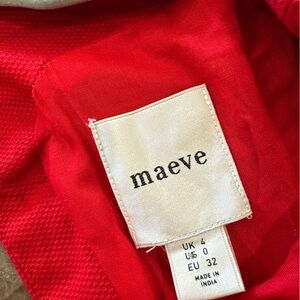 maeve
UK 4
US 0
EU 32
MADE IN
INDIA